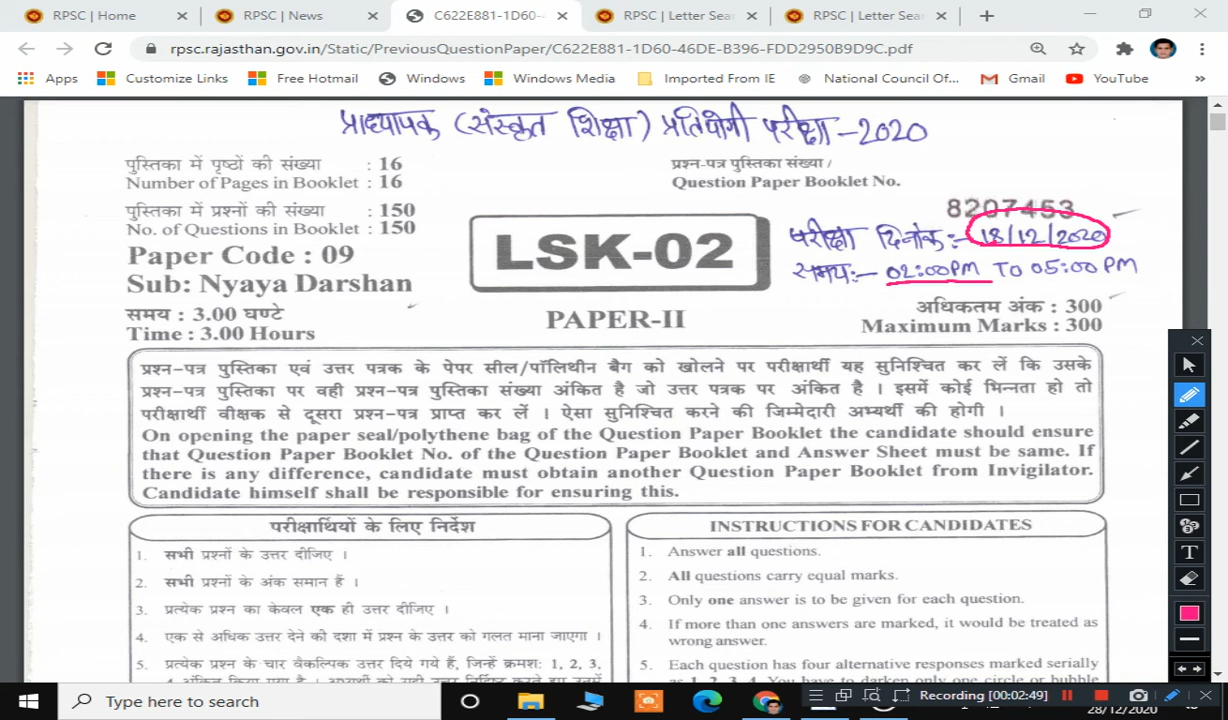 RPSC | Home
RPSC | News
C622E881-1D60-
RPSC | Letter Sea
RPSC | Letter Sea
rpsc.rajasthan.gov.in/Static/PreviousQuestionPaper/C622E881-1D60-46DE-B396-FDD2950B9D9C.pdf
Apps
Customize Links
Free Hotmail
Windows
Windows Media
Imported From IE
National Council Of...
Gmail
YouTube
प्राध्यापक (संस्कृत शिक्षा) प्रतियोगी परीक्षा-2020
पुस्तिका में पृष्ठों की संख्या : 16
Number of Pages in Booklet : 16
पुस्तिका में प्रश्नों की संख्या : 150
No. of Questions in Booklet : 150
Paper Code : 09
Sub: Nyaya Darshan
समय : 3.00 घण्टे
Time : 3.00 Hours
LSK-02
PAPER-II
प्रश्न-पत्र पुस्तिका संख्या /
Question Paper Booklet No.
8207453
परीक्षा दिनांक:- 18/12/2020
समय:- 02:00PM TO 05:00 PM
अधिकतम अंक : 300
Maximum Marks : 300
प्रश्न-पत्र पुस्तिका एवं उत्तर पत्रक के पेपर सील/पॉलिथीन बैग को खोलने पर परीक्षार्थी यह सुनिश्चित कर लें कि उसके
प्रश्न-पत्र पुस्तिका पर वही प्रश्न-पत्र पुस्तिका संख्या अंकित है जो उत्तर पत्रक पर अंकित है । इसमें कोई भिन्नता हो तो
परीक्षार्थी वीक्षक से दूसरा प्रश्न-पत्र प्राप्त कर लें । ऐसा सुनिश्चित करने की जिम्मेदारी अभ्यर्थी की होगी ।
On opening the paper seal/polythene bag of the Question Paper Booklet the candidate should ensure
that Question Paper Booklet No. of the Question Paper Booklet and Answer Sheet must be same. If
there is any difference, candidate must obtain another Question Paper Booklet from Invigilator.
Candidate himself shall be responsible for ensuring this.
परीक्षार्थियों के लिए निर्देश
1. सभी प्रश्नों के उत्तर दीजिए ।
2. सभी प्रश्नों के अंक समान हैं ।
3. प्रत्येक प्रश्न का केवल एक ही उत्तर दीजिए ।
4. एक से अधिक उत्तर देने की दशा में प्रश्न के उत्तर को गलत माना जाएगा ।
5. प्रत्येक प्रश्न के चार वैकल्पिक उत्तर दिये गये हैं, जिन्हें क्रमश: 1, 2, 3,
INSTRUCTIONS FOR CANDIDATES
1. Answer all questions.
2. All questions carry equal marks.
3. Only one answer is to be given for each question.
4. If more than one answers are marked, it would be treated as
wrong answer.
5. Each question has four alternative responses marked serially
as 1, 2, 3, 4. You have to darken only one circle or bubble
Type here to search
Recording [00:02:49]
28/12/2020